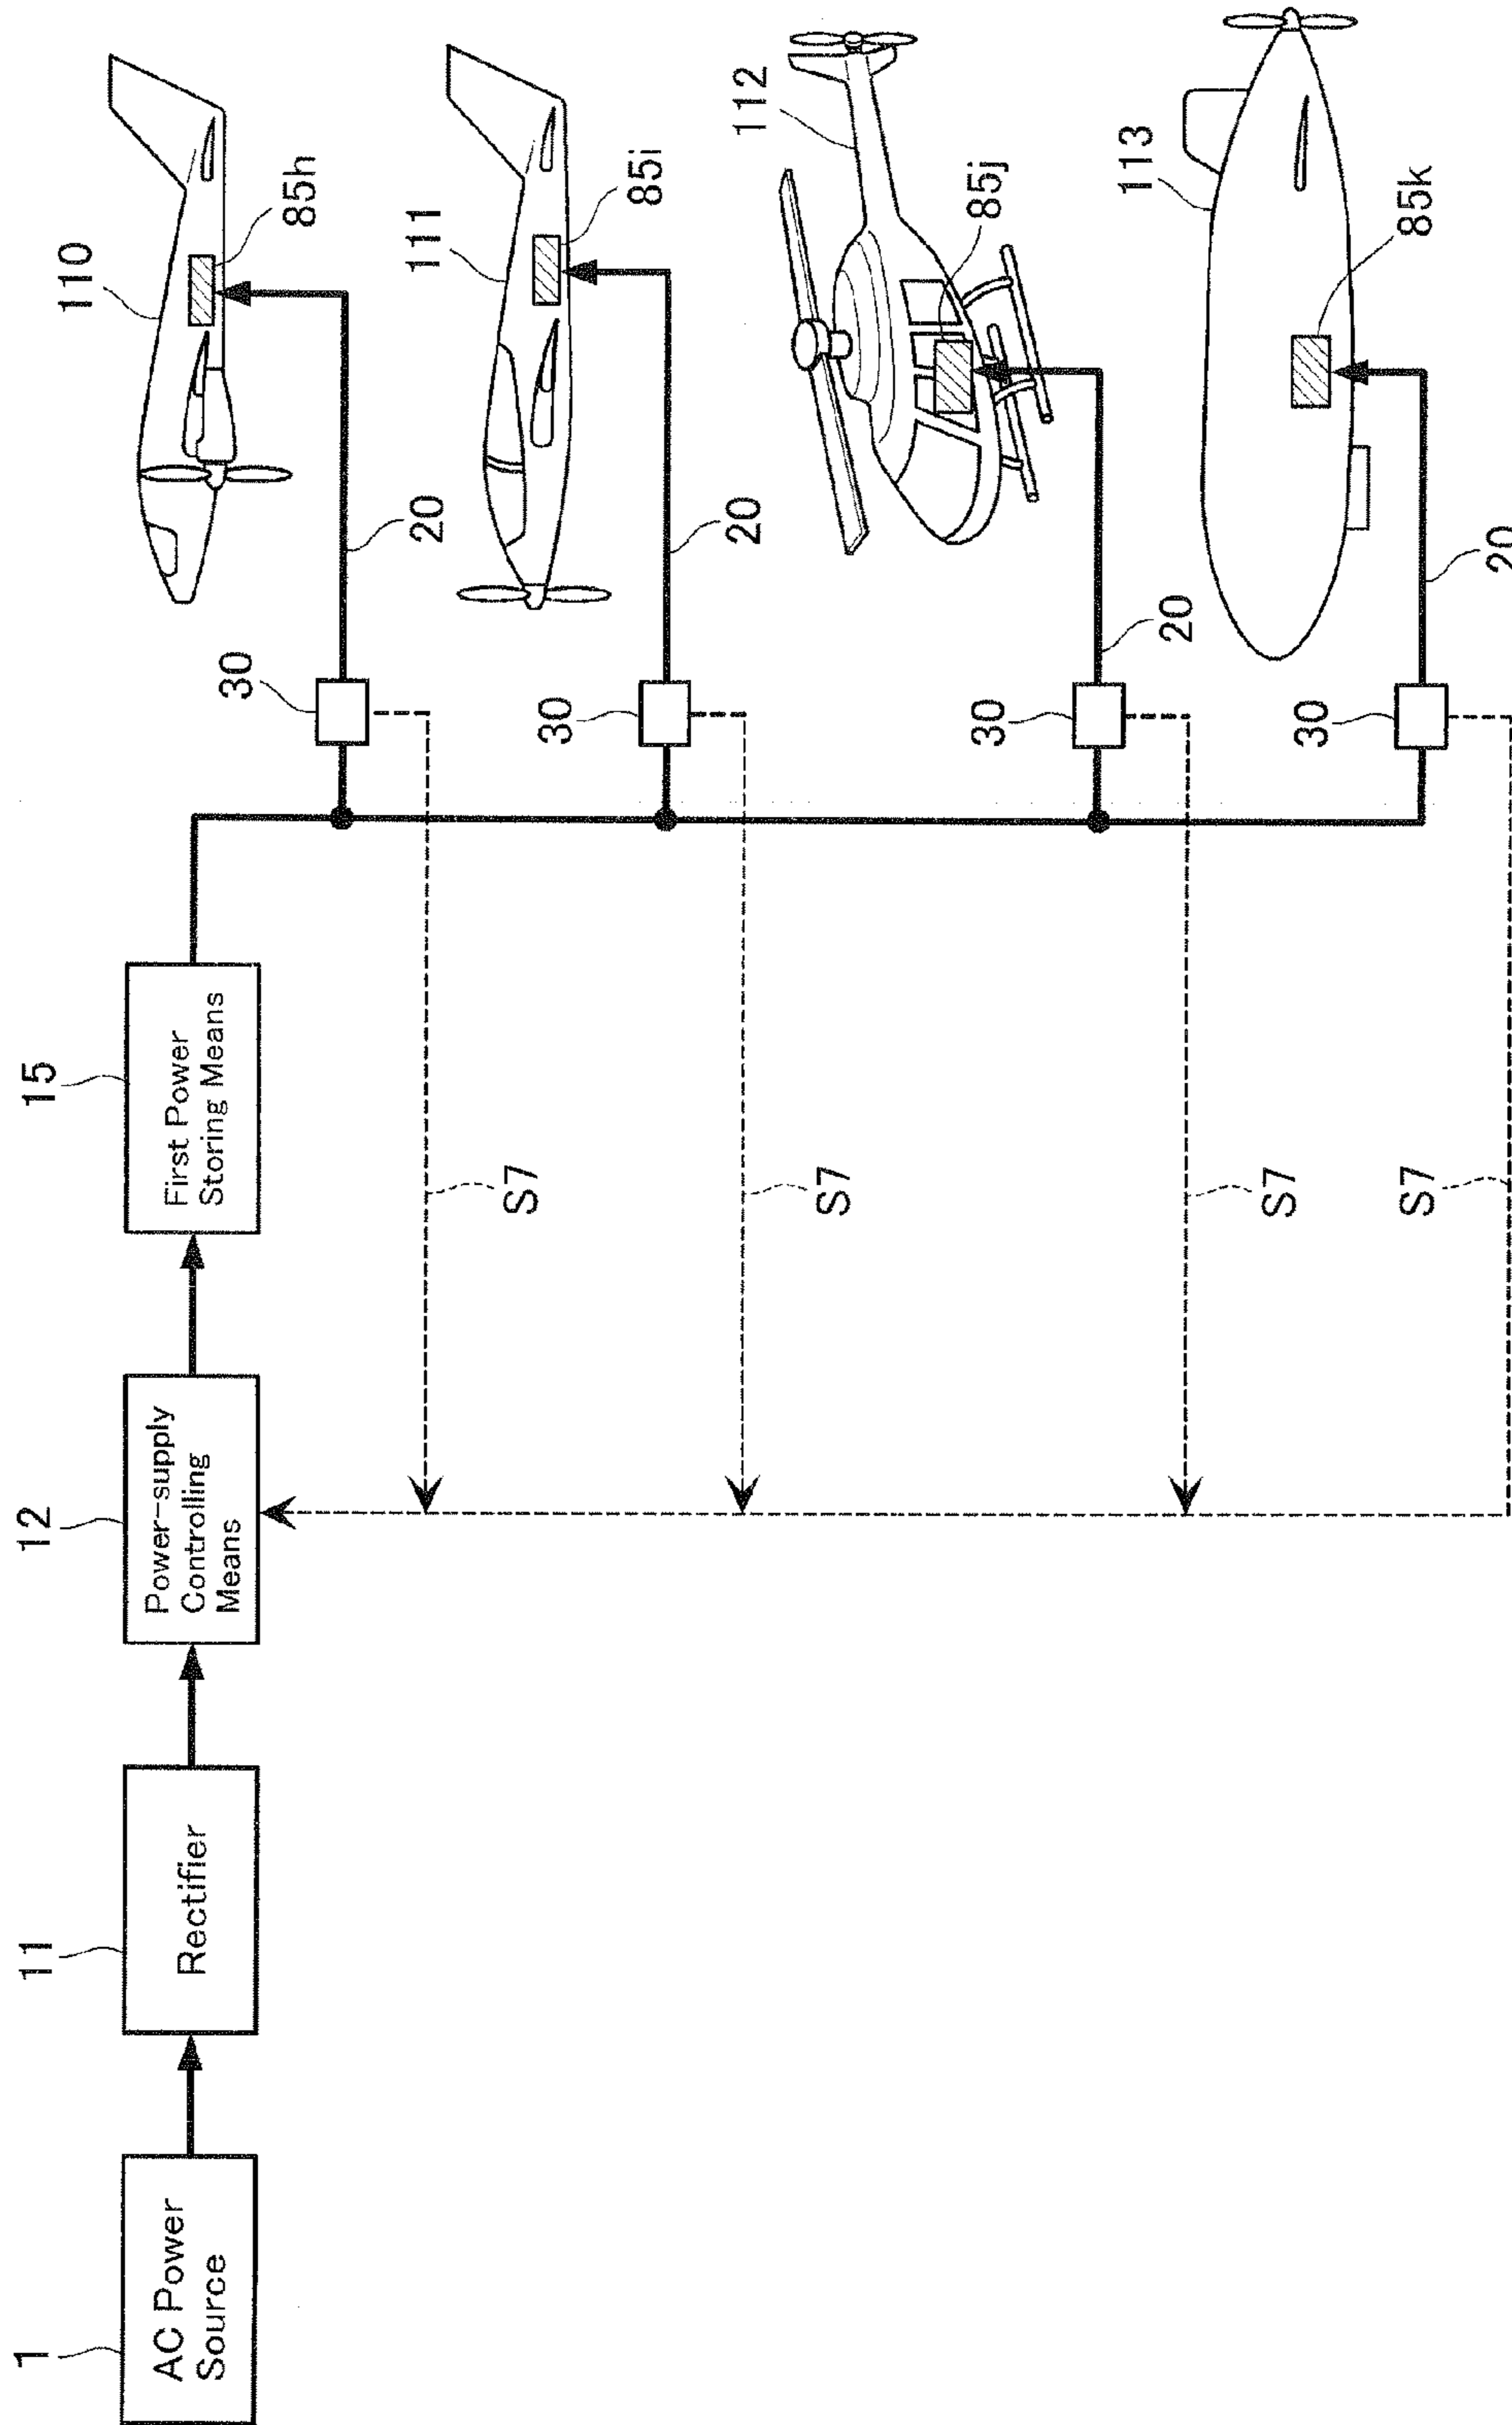 1
AC Power
Source
11
Rectifier
12
Power-supply
Controlling
Means
15
First Power
Storing Means
S7
S7
S7
S7
30
30
30
30
20
20
20
20
110
85h
111
85i
112
85j
113
85k